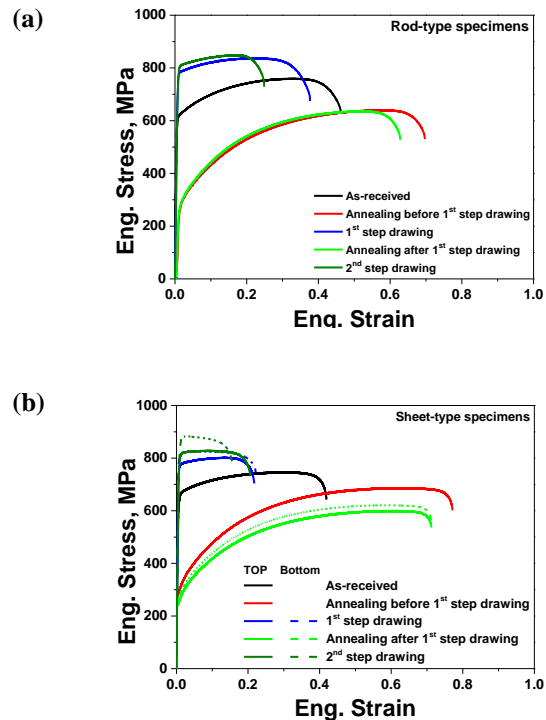 (a)
Rod-type specimens
Eng. Stress, MPa
1000
800
600
400
200
0
As-received
Annealing before 1st step drawing
1st step drawing
Annealing after 1st step drawing
2nd step drawing
0.0 0.2 0.4 0.6 0.8 1.0
Eng. Strain
(b)
Sheet-type specimens
Eng. Stress, MPa
1000
800
600
400
200
0
TOP Bottom
As-received
Annealing before 1st step drawing
1st step drawing
Annealing after 1st step drawing
2nd step drawing
0.0 0.2 0.4 0.6 0.8 1.0
Eng. Strain